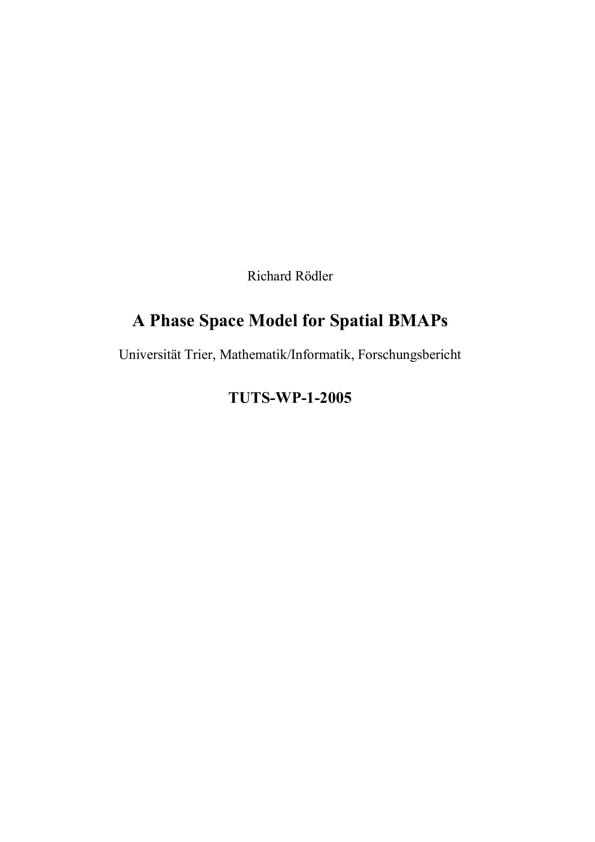 Richard Rödler
A Phase Space Model for Spatial BMAPs
Universität Trier, Mathematik/Informatik, Forschungsbericht
TUTS-WP-1-2005